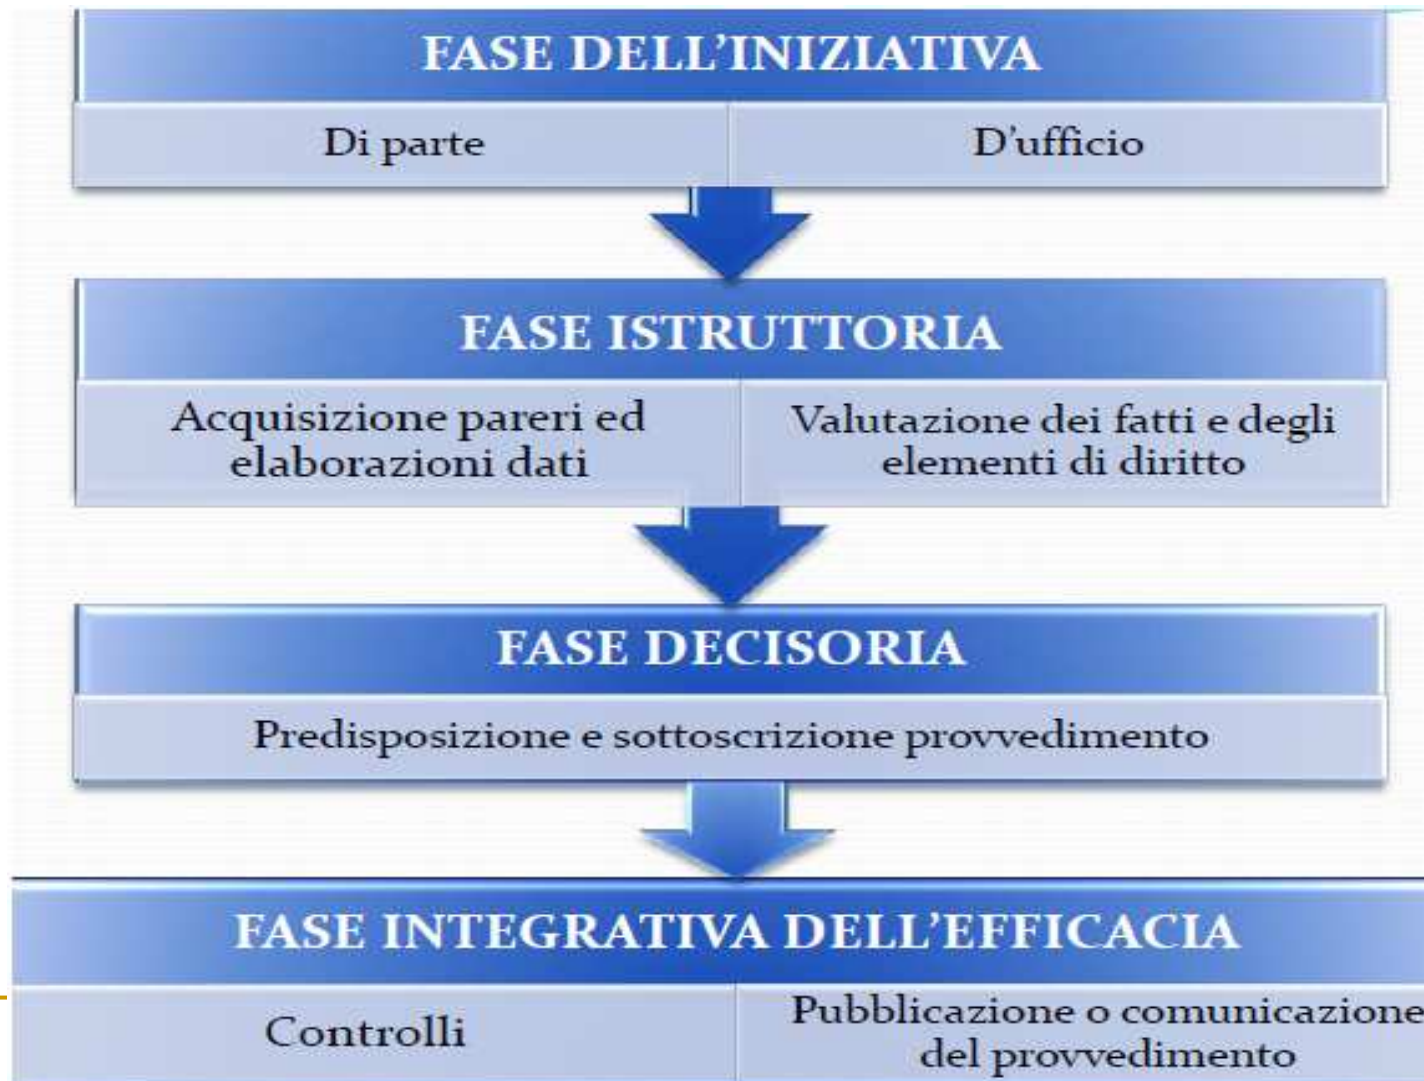 FASE DELL’INIZIATIVA
Di parte
D’ufficio
FASE ISTRUTTORIA
Acquisizione pareri ed
elaborazioni dati
Valutazione dei fatti e degli
elementi di diritto
FASE DECISORIA
Predisposizione e sottoscrizione provvedimento
FASE INTEGRATIVA DELL’EFFICACIA
Controlli
Pubblicazione o comunicazione
del provvedimento